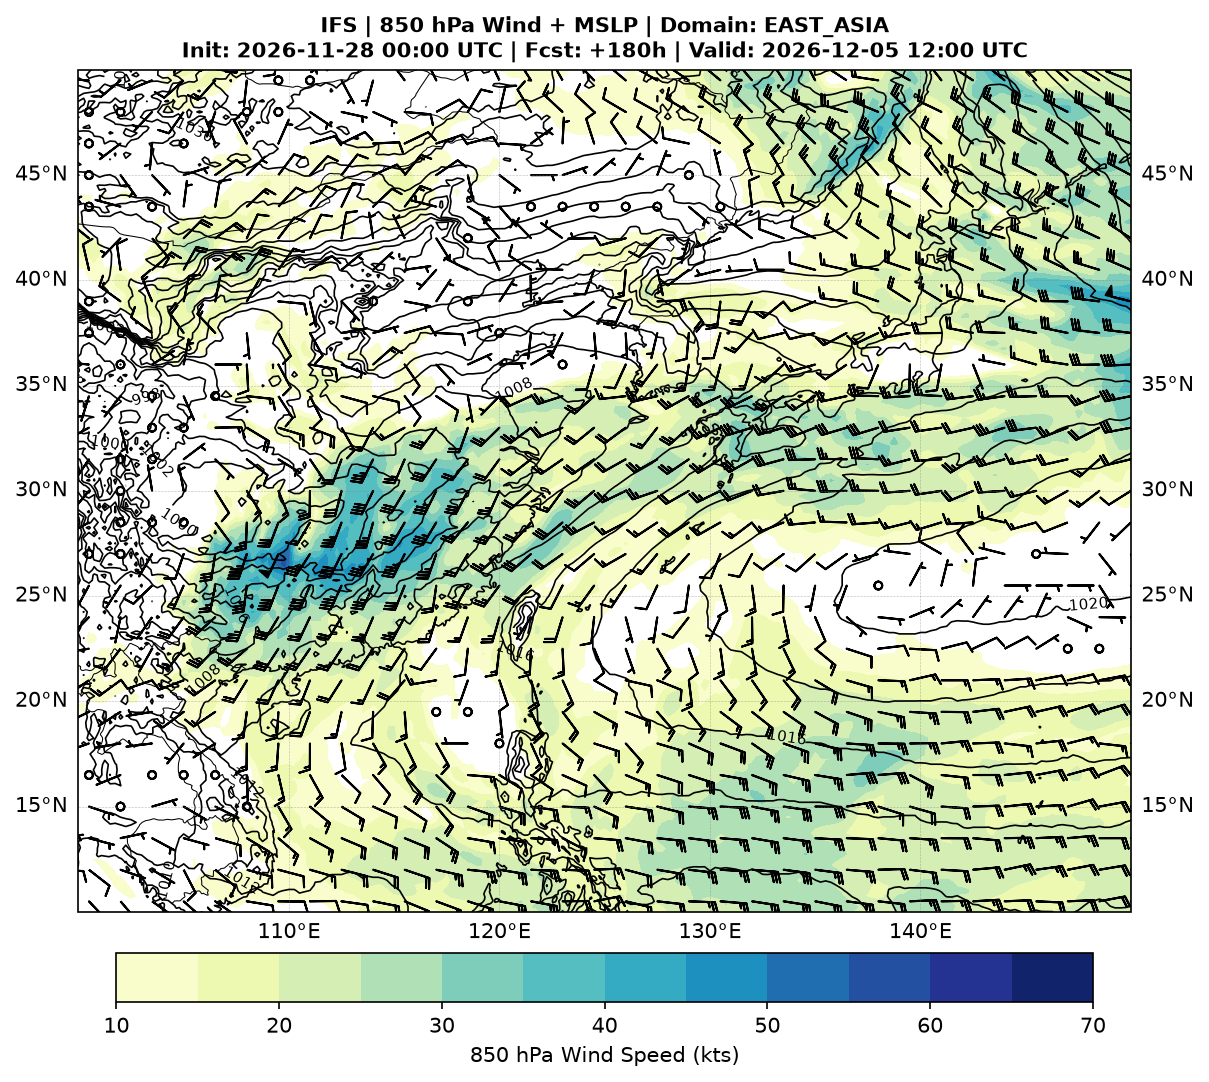 IFS | 850 hPa Wind + MSLP | Domain: EAST_ASIA
Init: 2026-11-28 00:00 UTC | Fcst: +180h | Valid: 2026-12-05 12:00 UTC
45°N 45°N
40°N 40°N
1008
35°N 35°N
30°N 30°N
25°N 25°N
1020
1008
20°N 20°N
1016
15°N 15°N
110°E 120°E 130°E 140°E
10 20 30 40 50 60 70
850 hPa Wind Speed (kts)